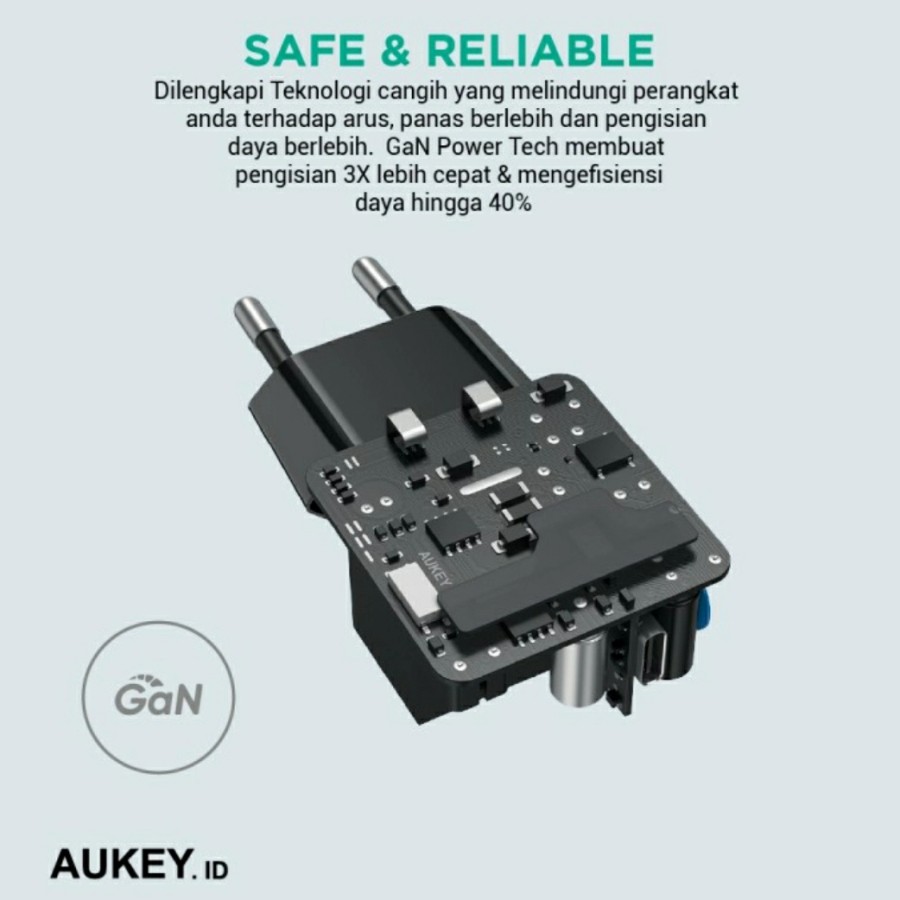 SAFE & RELIABLE
Dilengkapi Teknologi cangih yang melindungi perangkat
anda terhadap arus, panas berlebih dan pengisian
daya berlebih. GaN Power Tech membuat
pengisian 3X lebih cepat & mengefisiensi
daya hingga 40%
AUKEY
GaN
AUKEY. ID